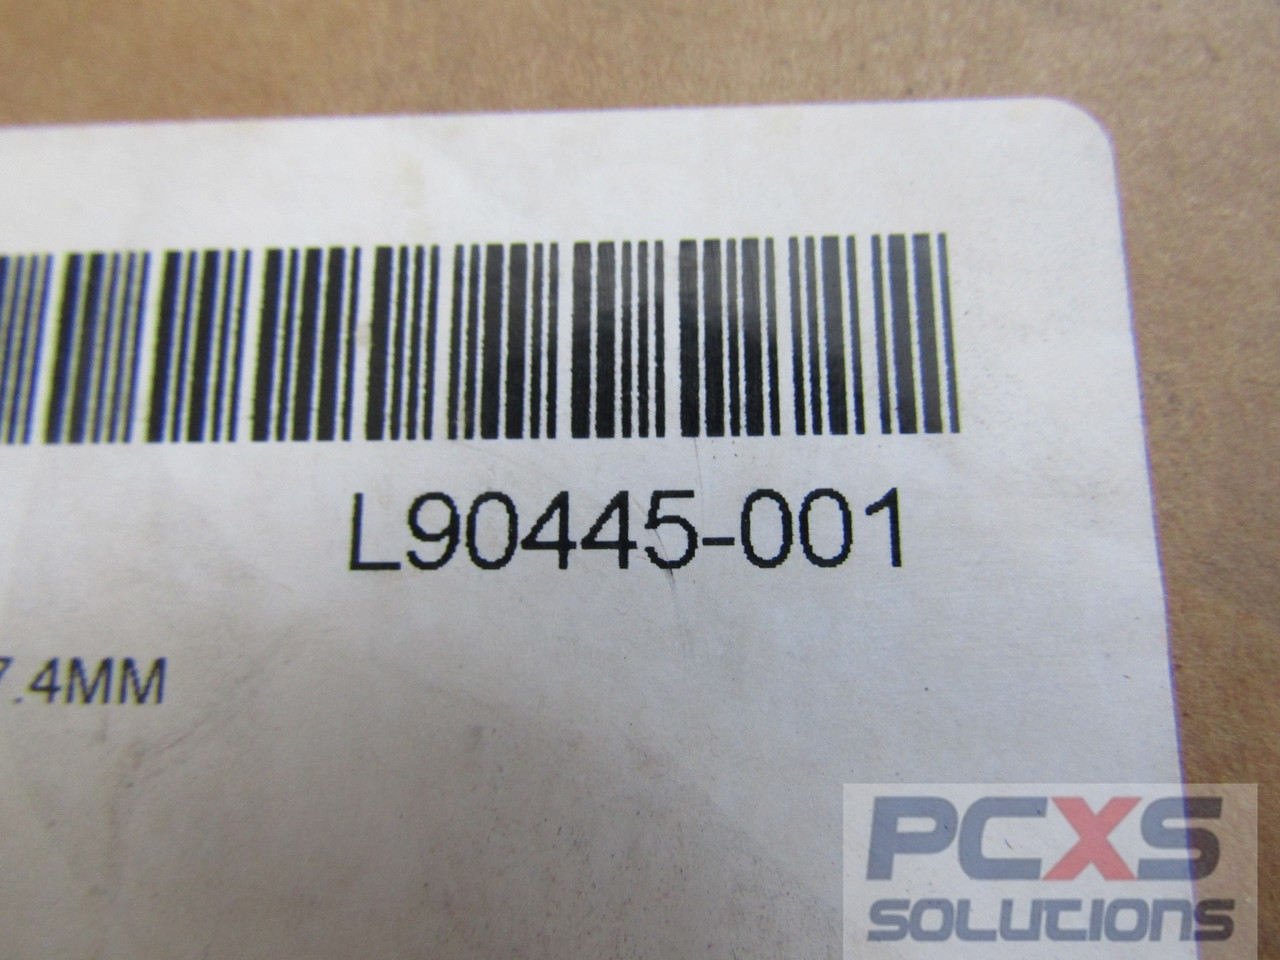 L90445-001
7.4MM
PCXS
SOLUTIONS